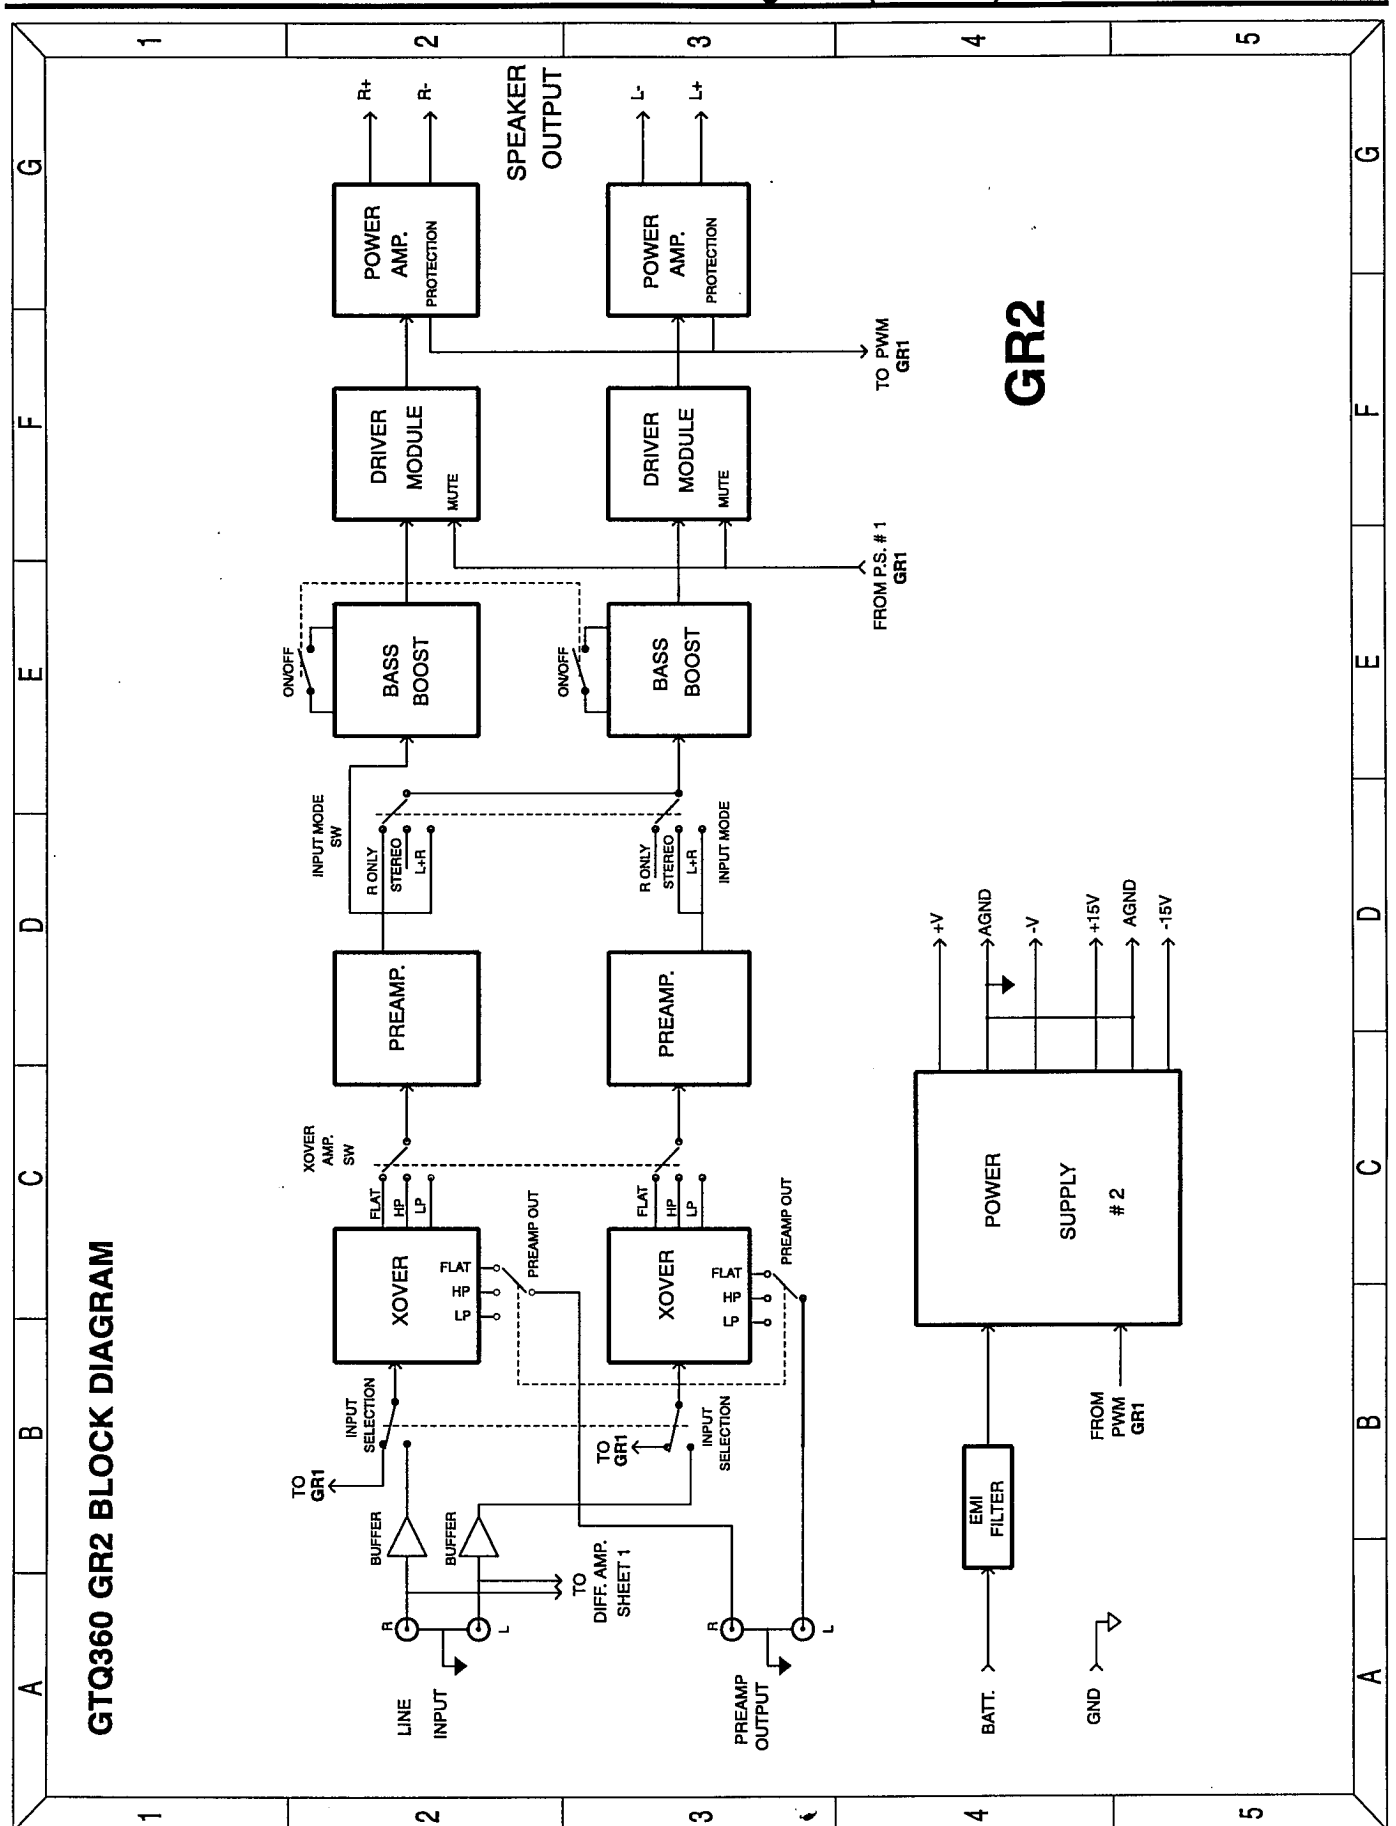 GTQ360 GR2 BLOCK DIAGRAM
A
B
C
D
E
F
G
1
2
3
4
5
LINE
INPUT
R
L
BUFFER
BUFFER
TO
DIFF. AMP.
SHEET 1
TO
GR1
INPUT
SELECTION
XOVER
FLAT
HP
LP
FLAT
HP
LP
PREAMP OUT
XOVER
AMP.
SW
PREAMP.
R ONLY
STEREO
L+R
INPUT MODE
SW
BASS
BOOST
ON/OFF
DRIVER
MODULE
MUTE
POWER
AMP.
PROTECTION
R+
R-
SPEAKER
OUTPUT
TO
GR1
INPUT
SELECTION
XOVER
FLAT
HP
LP
FLAT
HP
LP
PREAMP OUT
PREAMP.
R ONLY
STEREO
L+R
INPUT MODE
BASS
BOOST
ON/OFF
DRIVER
MODULE
MUTE
POWER
AMP.
PROTECTION
L-
L+
PREAMP
OUTPUT
R
L
FROM P.S. # 1
GR1
TO PWM
GR1
GR2
BATT.
GND
EMI
FILTER
FROM
PWM
GR1
POWER
SUPPLY
# 2
+V
AGND
-V
+15V
AGND
-15V
A
B
C
D
E
F
G
1
2
3
4
5